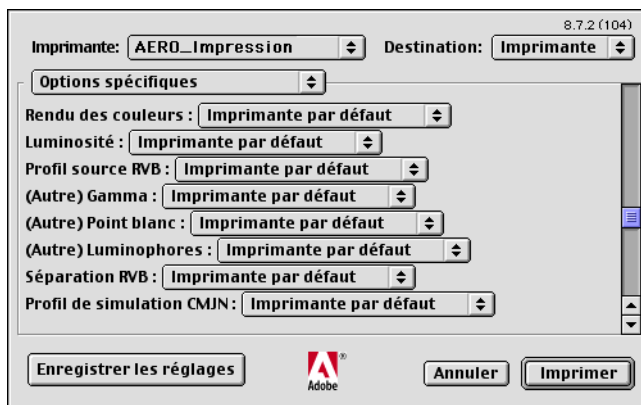 8.7.2 (104)
Imprimante: AERO_Impression Destination: Imprimante
Options spécifiques
Rendu des couleurs : Imprimante par défaut
Luminosité : Imprimante par défaut
Profil source RVB : Imprimante par défaut
(Autre) Gamma : Imprimante par défaut
(Autre) Point blanc : Imprimante par défaut
(Autre) Luminophores : Imprimante par défaut
Séparation RVB : Imprimante par défaut
Profil de simulation CMJN : Imprimante par défaut
Enregistrer les réglages Adobe ® Annuler Imprimer